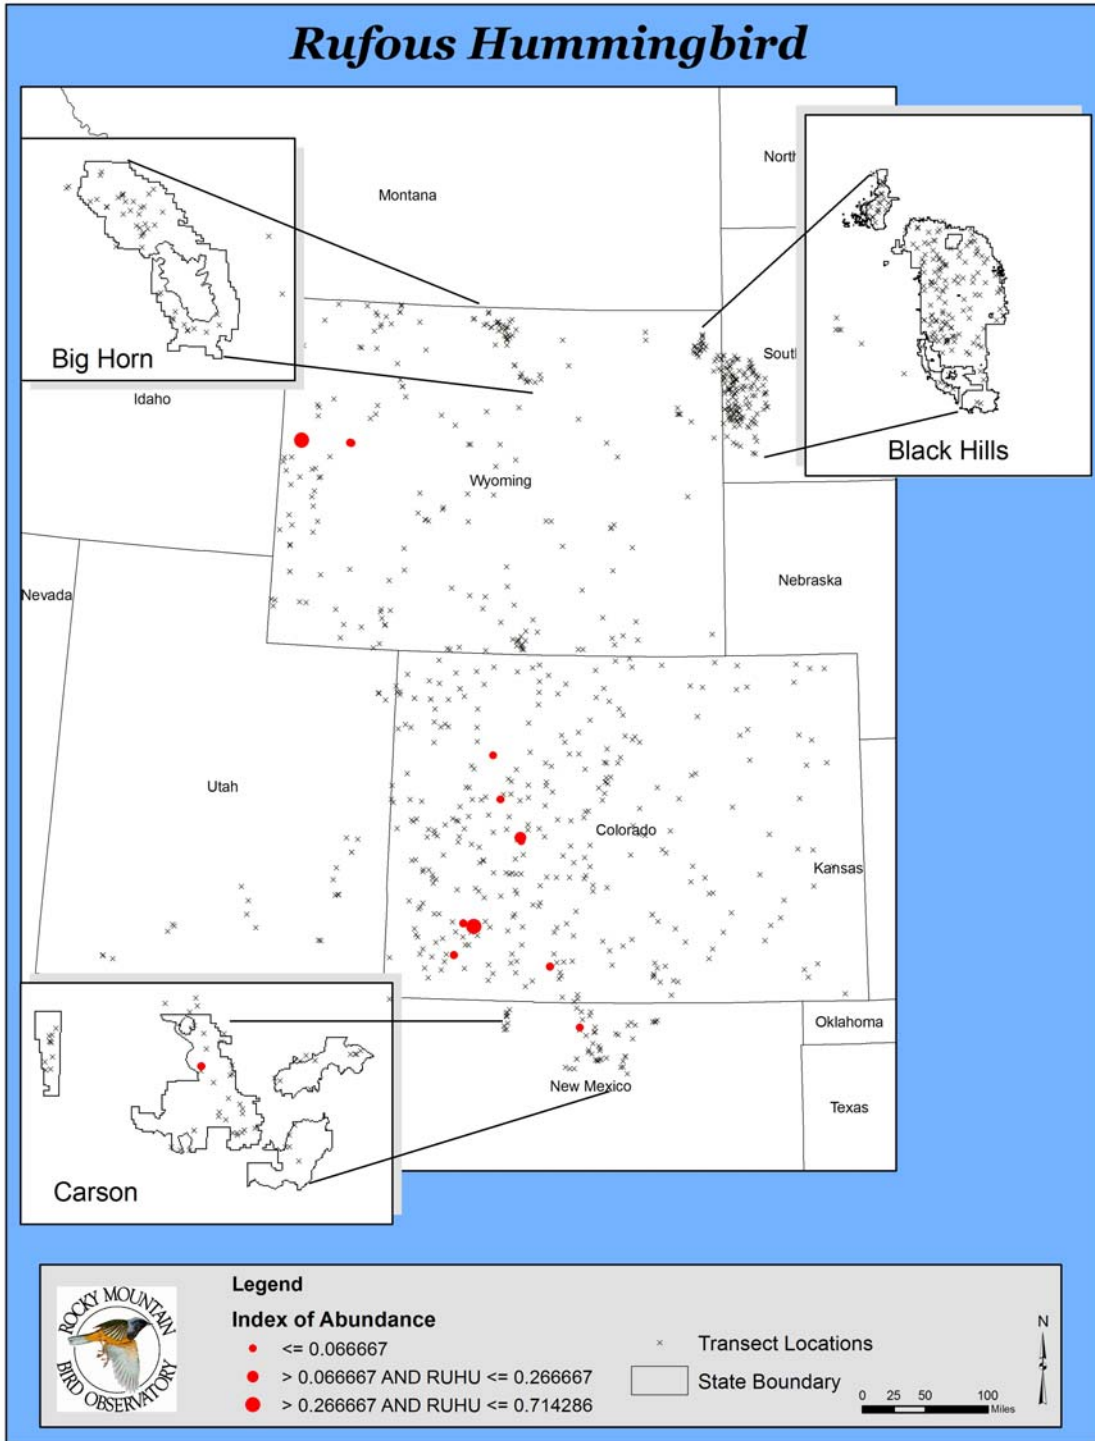 Rufous Hummingbird
Montana
North
Big Horn
Idaho
South
Black Hills
Wyoming
Nebraska
Nevada
Utah
Colorado
Kansas
Oklahoma
New Mexico
Texas
Carson
Legend
Index of Abundance
<= 0.066667
> 0.066667 AND RUHU <= 0.266667
> 0.266667 AND RUHU <= 0.714286
× Transect Locations
State Boundary
ROCKY MOUNTAIN
BIRD OBSERVATORY
N
0 25 50 100
Miles